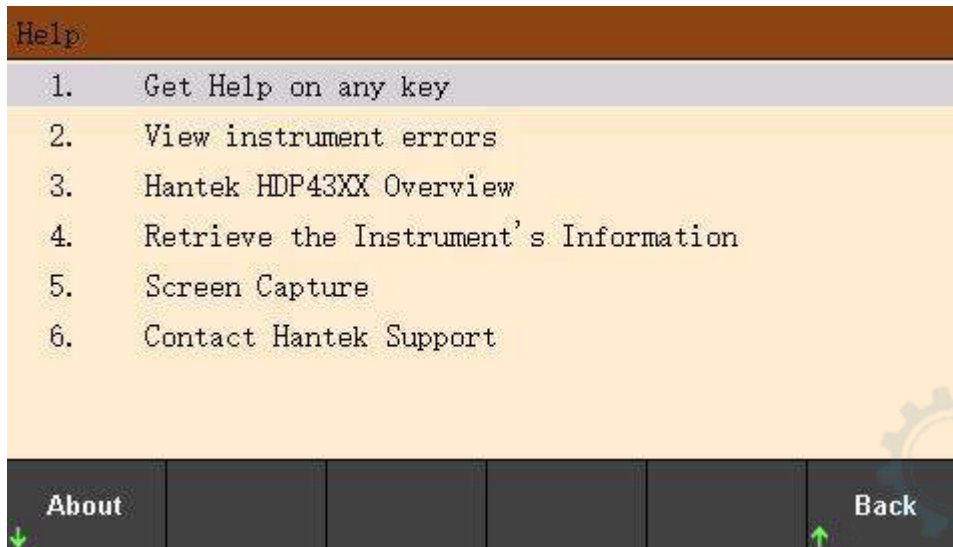 Help
1. Get Help on any key
2. View instrument errors
3. Hantek HDP43XX Overview
4. Retrieve the Instrument's Information
5. Screen Capture
6. Contact Hantek Support
About Back